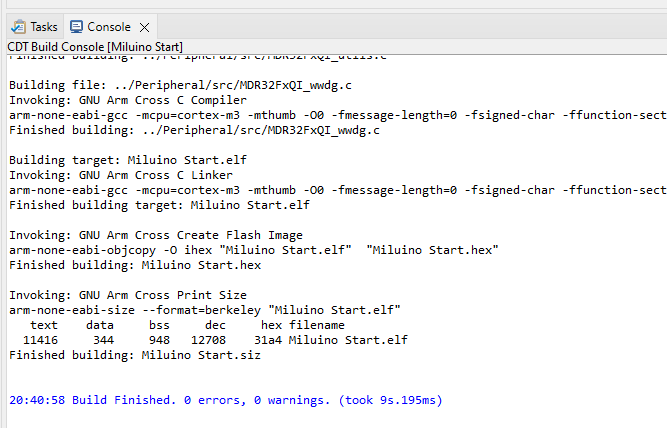 Tasks Console
CDT Build Console [Miluino Start]
Finished building: ../Peripheral/src/MDR32FxQI_utils.c
Building file: ../Peripheral/src/MDR32FxQI_wwdg.c
Invoking: GNU Arm Cross C Compiler
arm-none-eabi-gcc -mcpu=cortex-m3 -mthumb -O0 -fmessage-length=0 -fsigned-char -ffunction-sect
Finished building: ../Peripheral/src/MDR32FxQI_wwdg.c
Building target: Miluino Start.elf
Invoking: GNU Arm Cross C Linker
arm-none-eabi-gcc -mcpu=cortex-m3 -mthumb -O0 -fmessage-length=0 -fsigned-char -ffunction-sect
Finished building target: Miluino Start.elf
Invoking: GNU Arm Cross Create Flash Image
arm-none-eabi-objcopy -O ihex "Miluino Start.elf"  "Miluino Start.hex"
Finished building: Miluino Start.hex
Invoking: GNU Arm Cross Print Size
arm-none-eabi-size --format=berkeley "Miluino Start.elf"
text data bss dec hex filename
11416 344 948 12708 31a4 Miluino Start.elf
Finished building: Miluino Start.siz
20:40:58 Build Finished. 0 errors, 0 warnings. (took 9s.195ms)